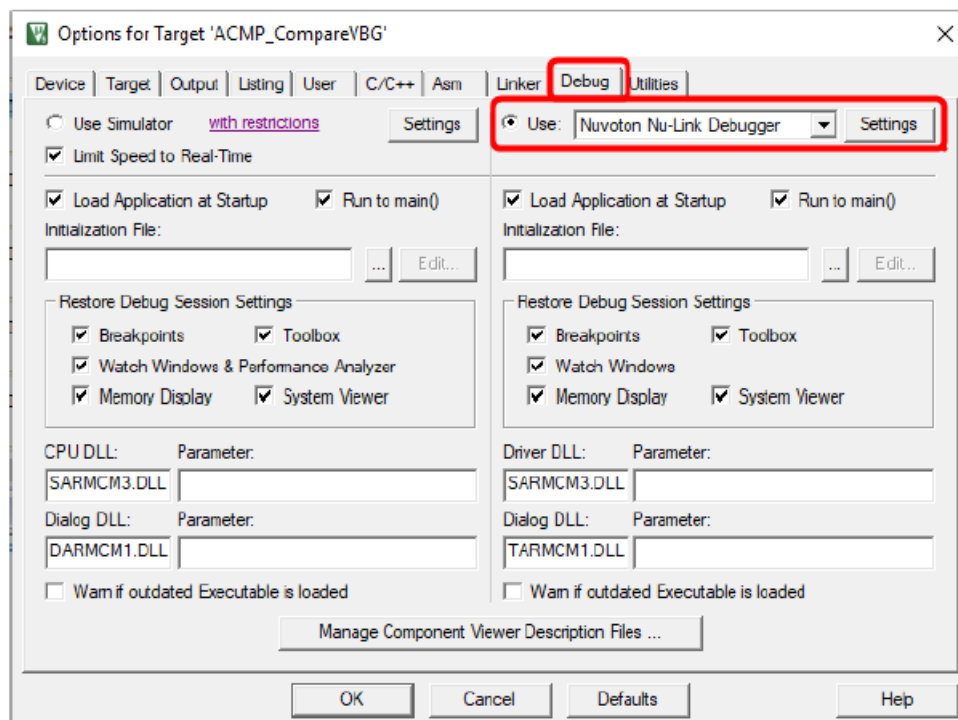 Options for Target 'ACMP_CompareVBG'
Device Target Output Listing User C/C++ Asm Linker Debug Utilities
Use Simulator with restrictions Settings Use: Nuvoton Nu-Link Debugger Settings
Limit Speed to Real-Time
Load Application at Startup Run to main() Load Application at Startup Run to main()
Initialization File: Initialization File:
... Edit... ... Edit...
Restore Debug Session Settings Restore Debug Session Settings
Breakpoints Toolbox Breakpoints Toolbox
Watch Windows & Performance Analyzer Watch Windows
Memory Display System Viewer Memory Display System Viewer
CPU DLL: Parameter: Driver DLL: Parameter:
SARMCM3.DLL SARMCM3.DLL
Dialog DLL: Parameter: Dialog DLL: Parameter:
DARMCM1.DLL TARMCM1.DLL
Warn if outdated Executable is loaded Warn if outdated Executable is loaded
Manage Component Viewer Description Files ...
OK Cancel Defaults Help